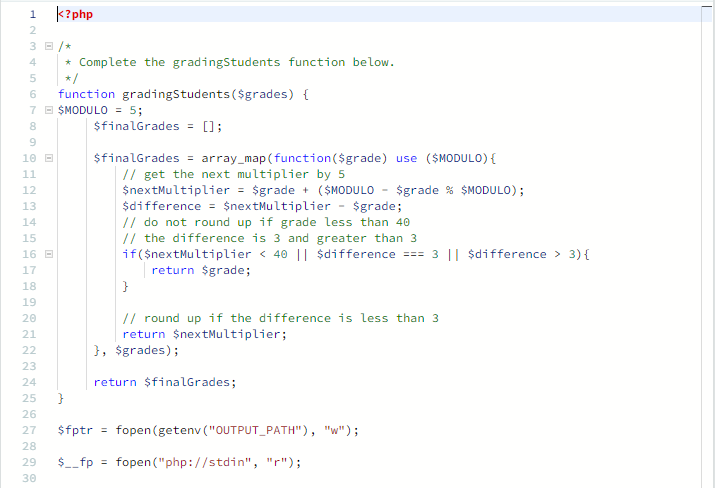 1 <?php
2
3 /*
4 * Complete the gradingStudents function below.
5 */
6 function gradingStudents($grades) {
7 $MODULO = 5;
8 $finalGrades = [];
9
10 $finalGrades = array_map(function($grade) use ($MODULO){
11 // get the next multiplier by 5
12 $nextMultiplier = $grade + ($MODULO - $grade % $MODULO);
13 $difference = $nextMultiplier - $grade;
14 // do not round up if grade less than 40
15 // the difference is 3 and greater than 3
16 if($nextMultiplier < 40 || $difference === 3 || $difference > 3){
17 return $grade;
18 }
19
20 // round up if the difference is less than 3
21 return $nextMultiplier;
22 }, $grades);
23
24 return $finalGrades;
25 }
26
27 $fptr = fopen(getenv("OUTPUT_PATH"), "w");
28
29 $__fp = fopen("php://stdin", "r");
30